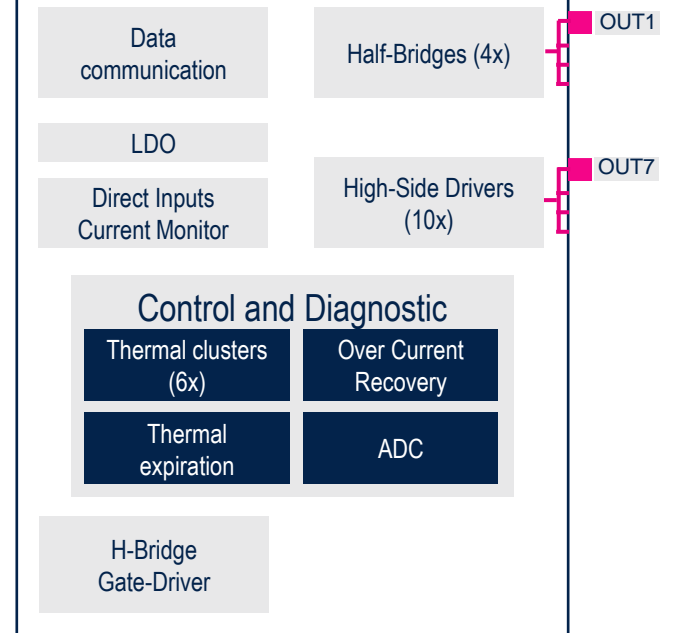 Data
communication
Half-Bridges (4x)
OUT1
LDO
Direct Inputs
Current Monitor
High-Side Drivers
(10x)
OUT7
Control and Diagnostic
Thermal clusters
(6x)
Over Current
Recovery
Thermal
expiration
ADC
H-Bridge
Gate-Driver